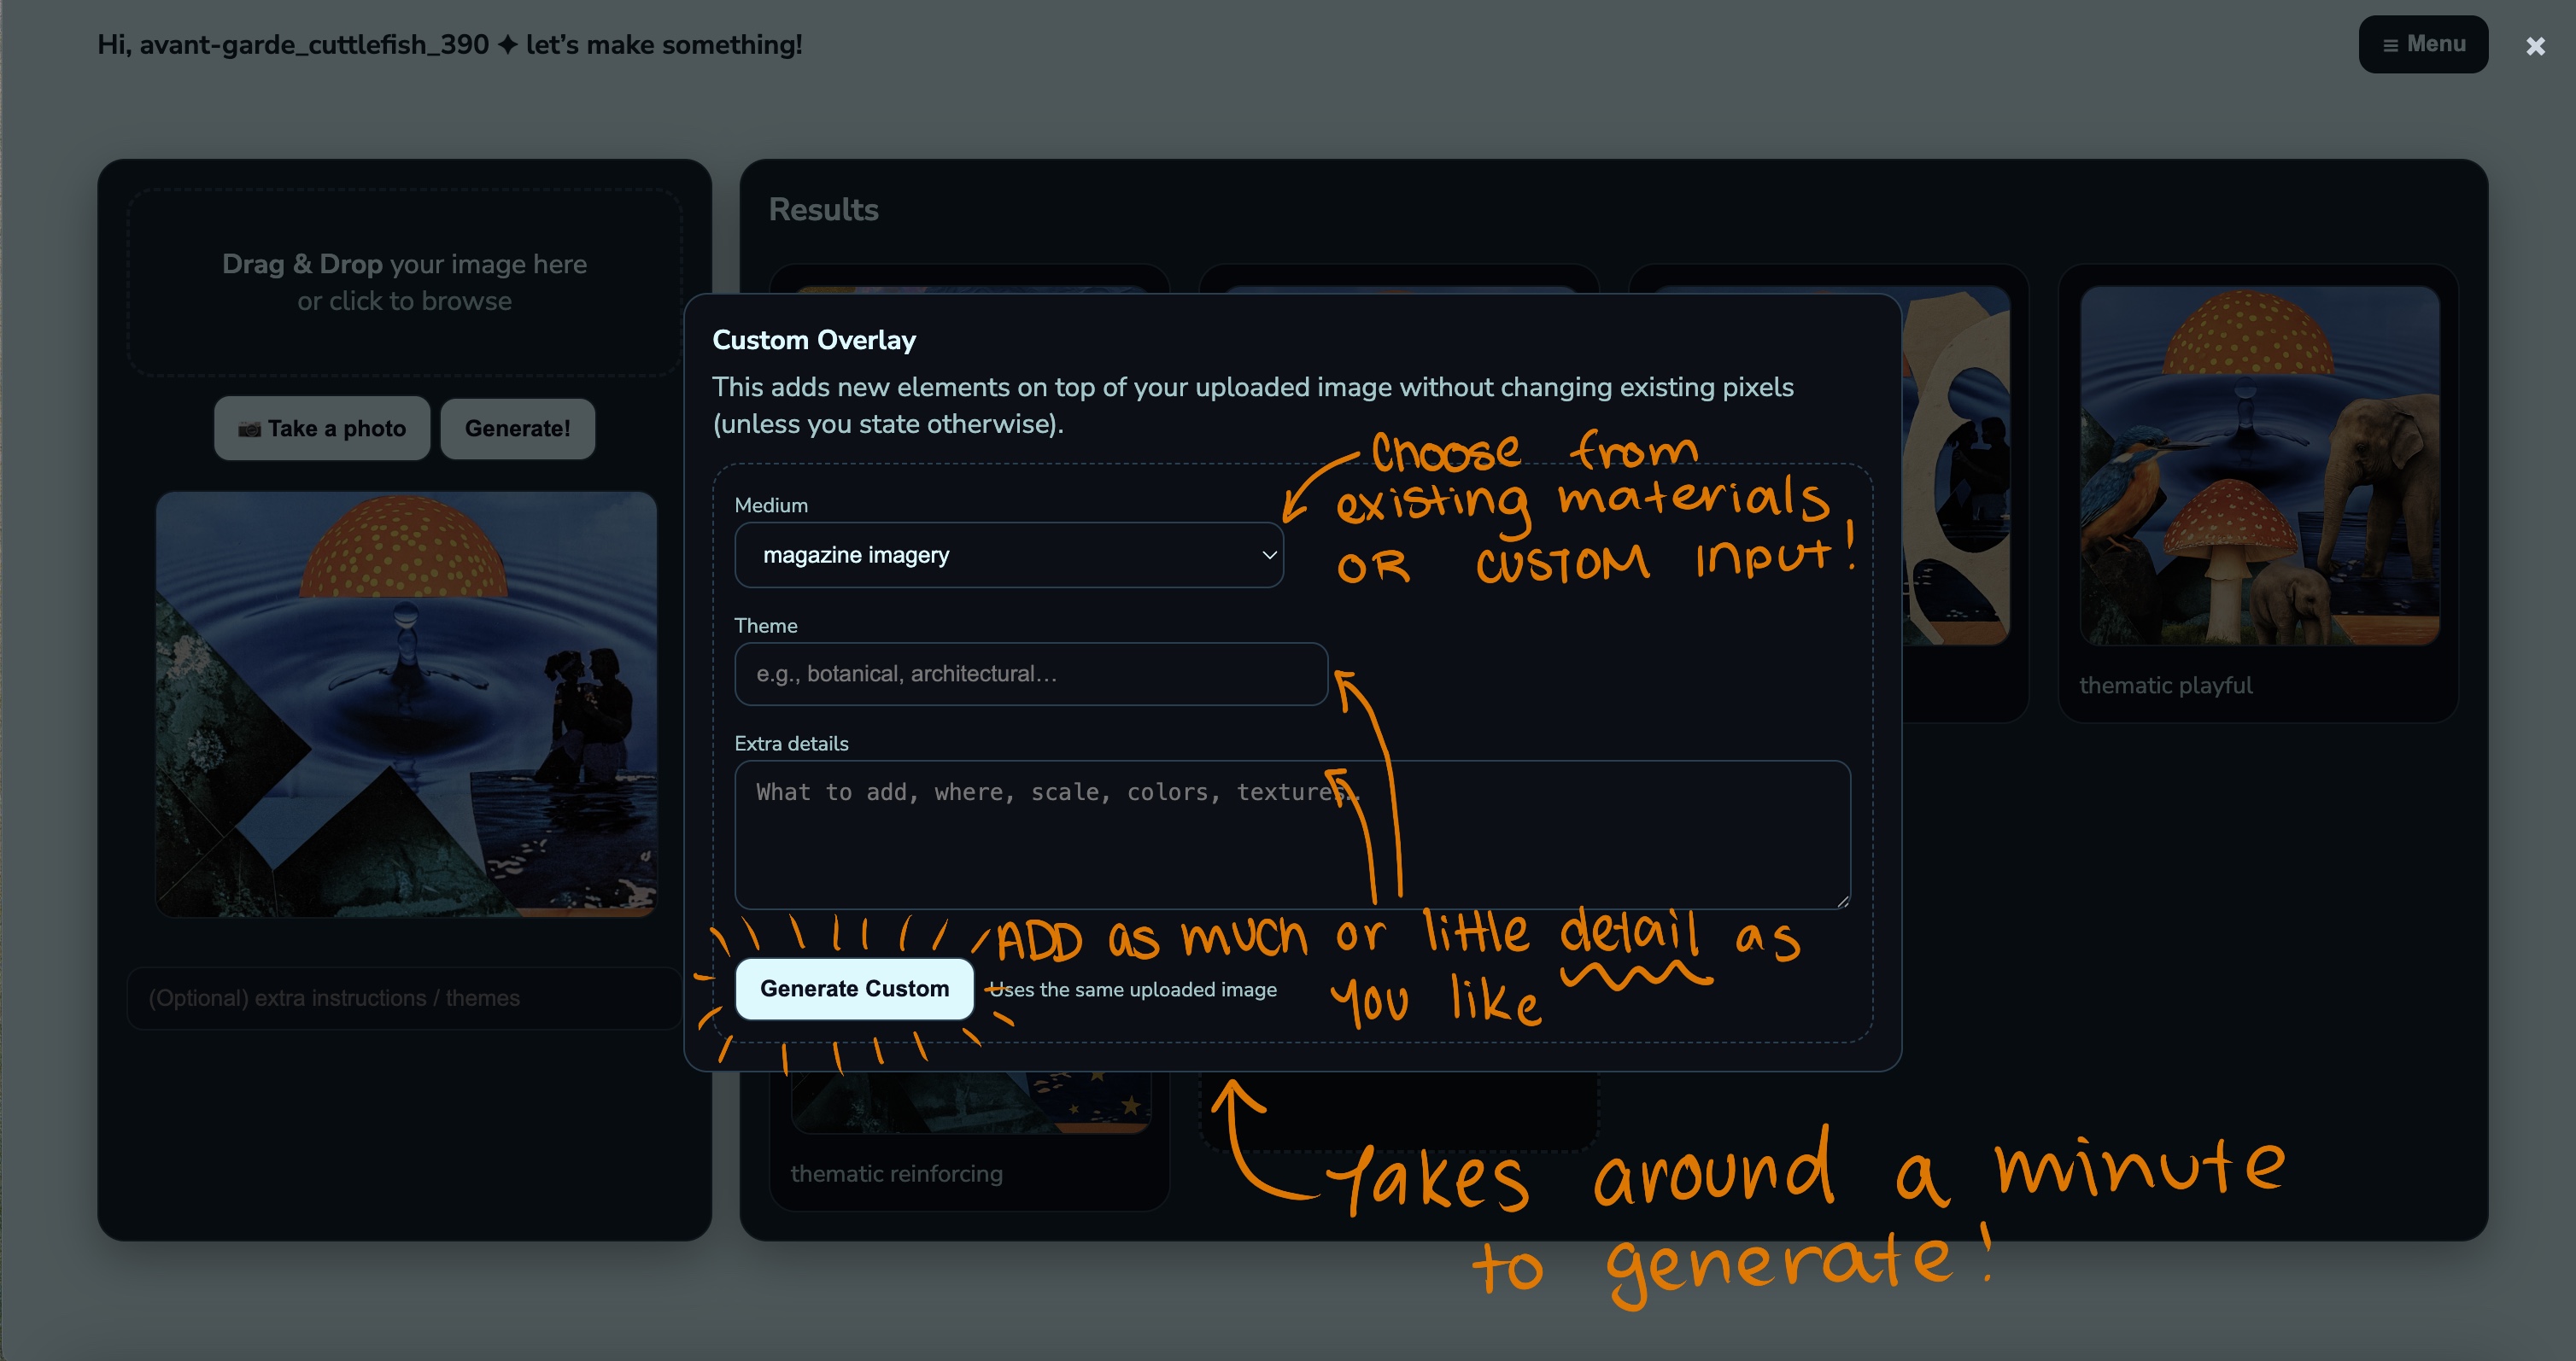 Hi, avant-garde_cuttlefish_390 ✦ let's make something!
≡ Menu
✖
Drag & Drop your image here
or click to browse
📷 Take a photo
Generate!
(Optional) extra instructions / themes
Results
thematic playful
thematic reinforcing
Custom Overlay
This adds new elements on top of your uploaded image without changing existing pixels
(unless you state otherwise).
Choose from
existing materials
OR CUSTOM INPUT!
Medium
magazine imagery
Theme
e.g., botanical, architectural...
Extra details
What to add, where, scale, colors, textures…
ADD as much or little detail as
you like
Generate Custom
Uses the same uploaded image
Takes around a minute
to generate!